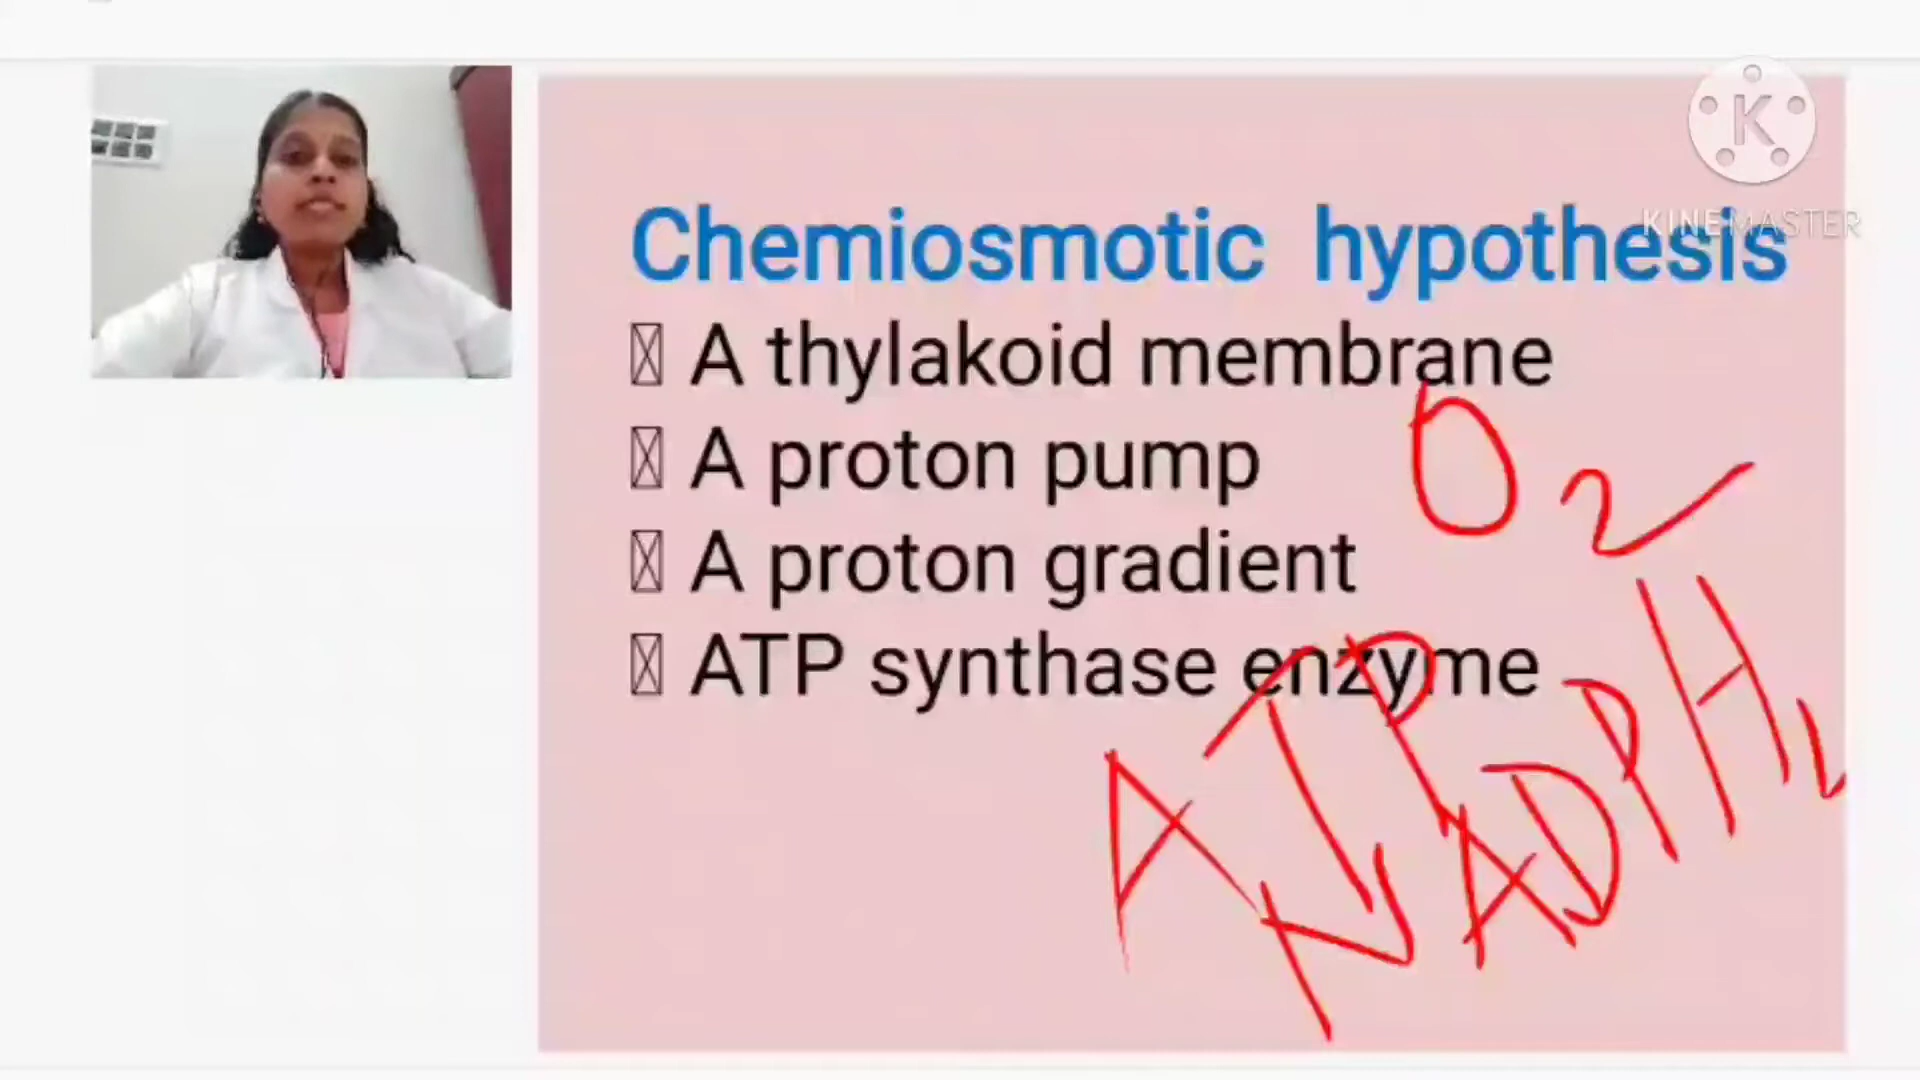 K
KINEMASTER
Chemiosmotic hypothesis
A thylakoid membrane
A proton pump
A proton gradient
ATP synthase enzyme
O2
ATP
NADPH2